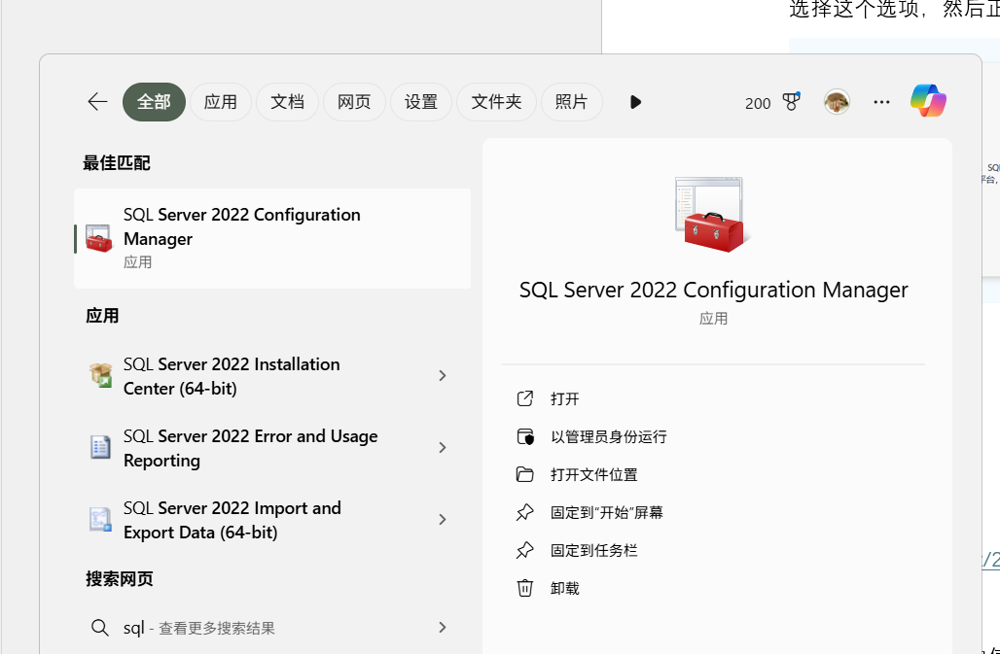 选择这个选项，然后正
全部
应用
文档
网页
设置
文件夹
照片
200
最佳匹配
SQL Server 2022 Configuration
Manager
应用
应用
SQL Server 2022 Installation
Center (64-bit)
SQL Server 2022 Error and Usage
Reporting
SQL Server 2022 Import and
Export Data (64-bit)
搜索网页
sql - 查看更多搜索结果
SQL Server 2022 Configuration Manager
应用
打开
以管理员身份运行
打开文件位置
固定到"开始"屏幕
固定到任务栏
卸载
平台,
/2